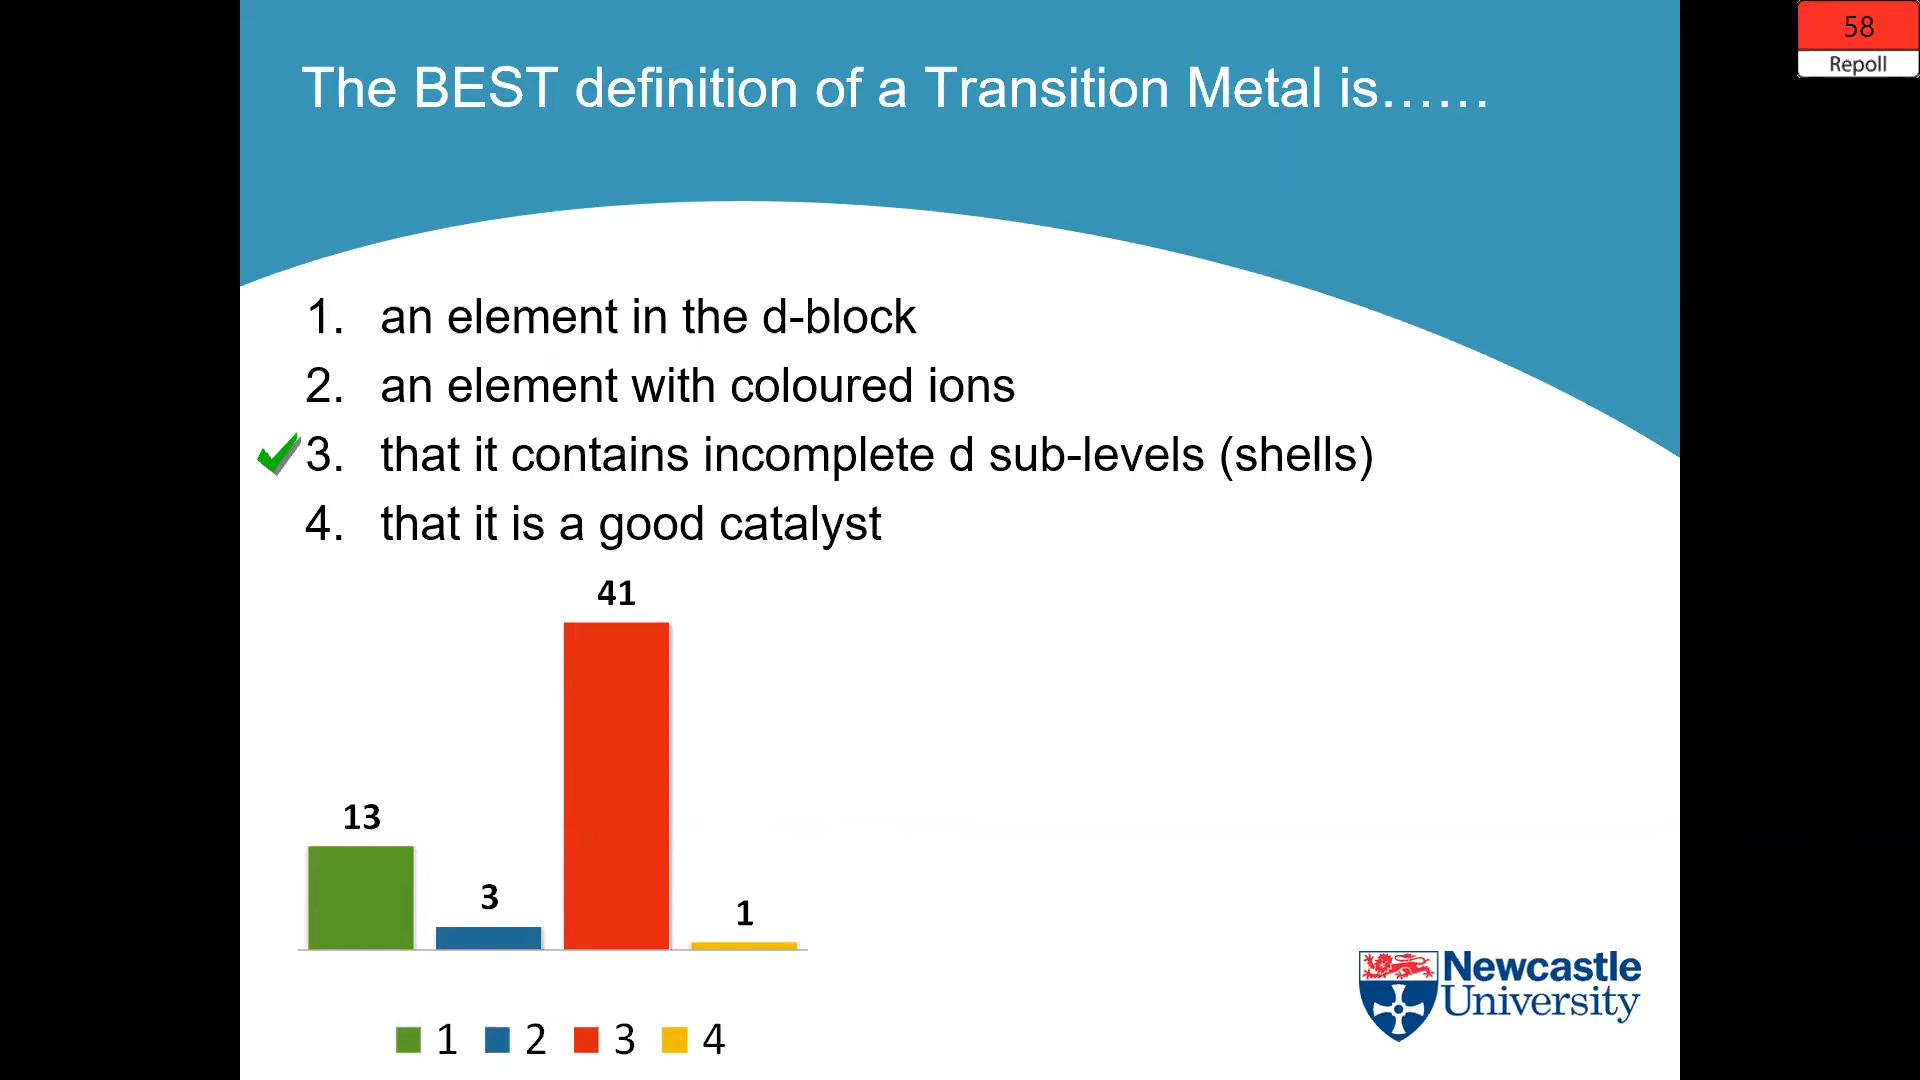 58
Repoll
The BEST definition of a Transition Metal is……
1. an element in the d-block
2. an element with coloured ions
3. that it contains incomplete d sub-levels (shells)
4. that it is a good catalyst
41
13
3
1
1 2 3 4
Newcastle
University